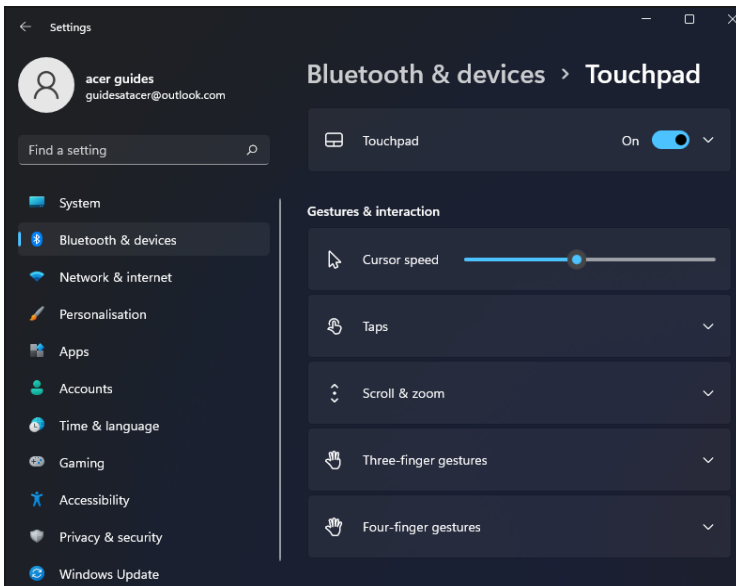 Settings
acer guides
guidesatacer@outlook.com
Find a setting
System
Bluetooth & devices
Network & internet
Personalisation
Apps
Accounts
Time & language
Gaming
Accessibility
Privacy & security
Windows Update
Bluetooth & devices > Touchpad
Touchpad On
Gestures & interaction
Cursor speed
Taps
Scroll & zoom
Three-finger gestures
Four-finger gestures